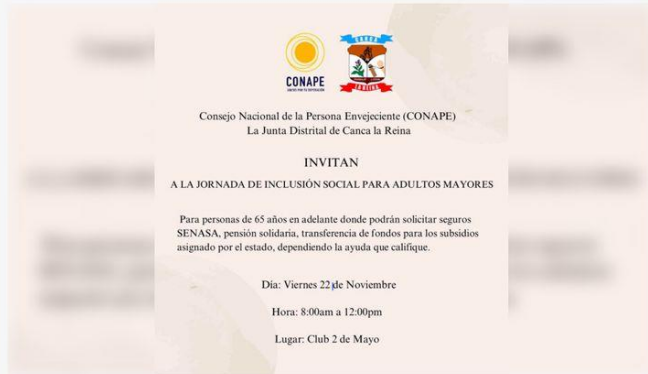 CANCA
CONAPE
LA REINA
Consejo Nacional de la Persona Envejeciente (CONAPE)
La Junta Distrital de Canca la Reina
INVITAN
A LA JORNADA DE INCLUSIÓN SOCIAL PARA ADULTOS MAYORES
Para personas de 65 años en adelante donde podrán solicitar seguros
SENASA, pensión solidaria, transferencia de fondos para los subsidios
asignado por el estado, dependiendo la ayuda que califique.
Día: Viernes 22 de Noviembre
Hora: 8:00am a 12:00pm
Lugar: Club 2 de Mayo